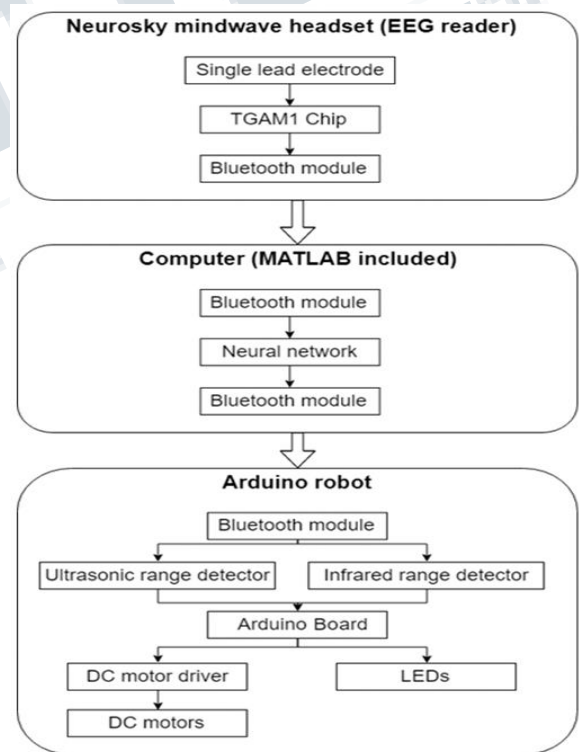 Neurosky mindwave headset (EEG reader)
Single lead electrode
TGAM1 Chip
Bluetooth module
Computer (MATLAB included)
Bluetooth module
Neural network
Bluetooth module
Arduino robot
Bluetooth module
Ultrasonic range detector
Infrared range detector
Arduino Board
DC motor driver
LEDs
DC motors